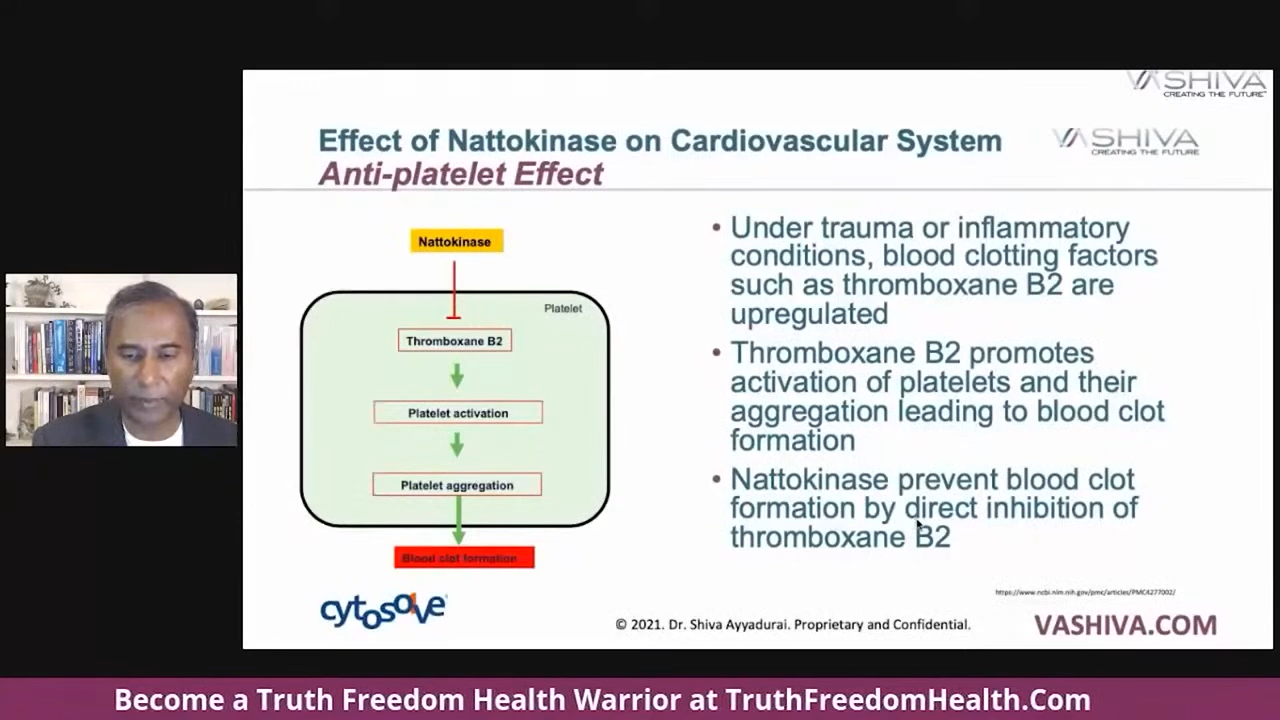 VASHIVA
CREATING THE FUTURE™
Effect of Nattokinase on Cardiovascular System
VASHIVA
CREATING THE FUTURE
Anti-platelet Effect
Nattokinase
Platelet
Thromboxane B2
Platelet activation
Platelet aggregation
Blood clot formation
• Under trauma or inflammatory
conditions, blood clotting factors
such as thromboxane B2 are
upregulated
• Thromboxane B2 promotes
activation of platelets and their
aggregation leading to blood clot
formation
• Nattokinase prevent blood clot
formation by direct inhibition of
thromboxane B2
https://www.ncbi.nlm.nih.gov/pmc/articles/PMC4277002/
cytosolve
© 2021. Dr. Shiva Ayyadurai. Proprietary and Confidential.
VASHIVA.COM
Become a Truth Freedom Health Warrior at TruthFreedomHealth.Com